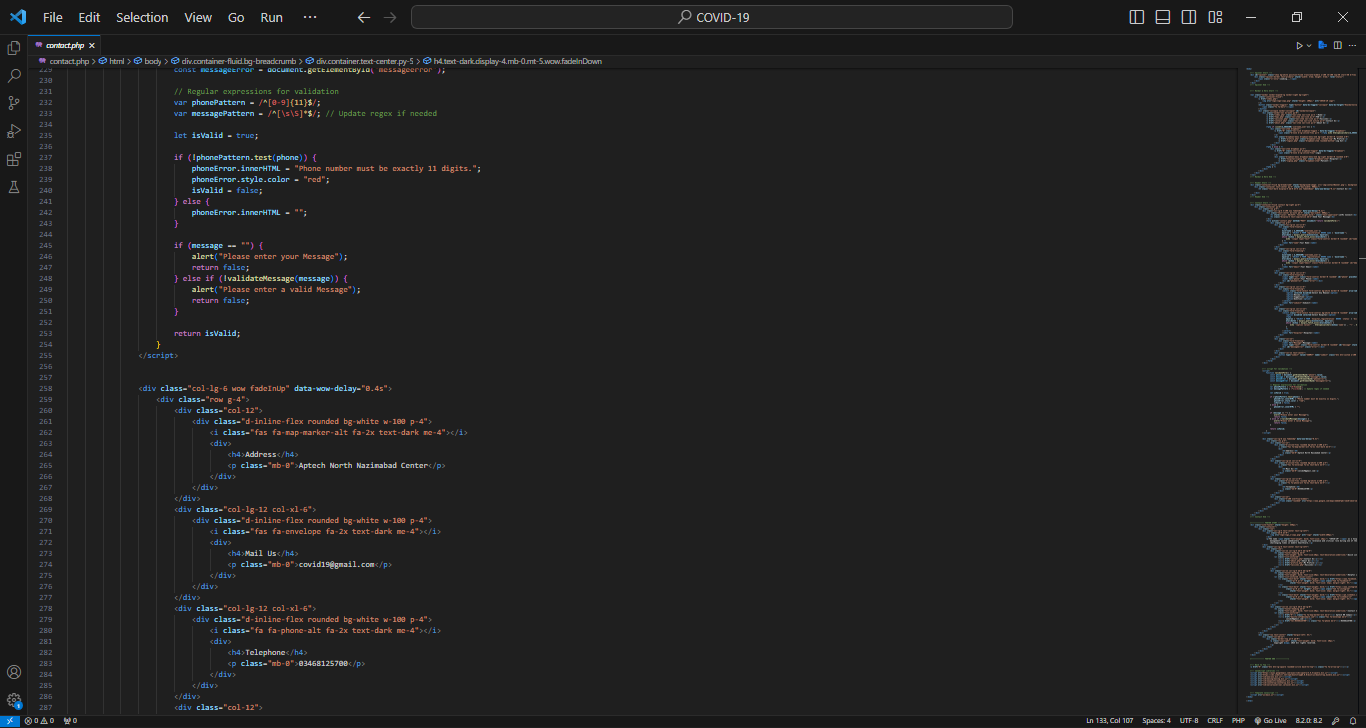 File Edit Selection View Go Run ··· COVID-19
contact.php
contact.php > html > body > div.container-fluid.bg-breadcrumb > div.container.text-center.py-5 > h4.text-dark.display-4.mb-0.mt-5.wow.fadeInDown
229 const messageError = document.getElementById('messageerror');
230
231 // Regular expressions for validation
232 var phonePattern = /^[0-9]{11}$/;
233 var messagePattern = /^[\s\S]*$/; // Update regex if needed
234
235 let isValid = true;
236
237 if (!phonePattern.test(phone)) {
238 phoneError.innerHTML = "Phone number must be exactly 11 digits.";
239 phoneError.style.color = "red";
240 isValid = false;
241 } else {
242 phoneError.innerHTML = "";
243 }
244
245 if (message == "") {
246 alert("Please enter your Message");
247 return false;
248 } else if (!validateMessage(message)) {
249 alert("Please enter a valid Message");
250 return false;
251 }
252
253 return isValid;
254 }
255 </script>
256
257
258 <div class="col-lg-6 wow fadeInUp" data-wow-delay="0.4s">
259 <div class="row g-4">
260 <div class="col-12">
261 <div class="d-inline-flex rounded bg-white w-100 p-4">
262 <i class="fas fa-map-marker-alt fa-2x text-dark me-4"></i>
263 <div>
264 <h4>Address</h4>
265 <p class="mb-0">Aptech North Nazimabad Center</p>
266 </div>
267 </div>
268 </div>
269 <div class="col-lg-12 col-xl-6">
270 <div class="d-inline-flex rounded bg-white w-100 p-4">
271 <i class="fas fa-envelope fa-2x text-dark me-4"></i>
272 <div>
273 <h4>Mail Us</h4>
274 <p class="mb-0">covid19@gmail.com</p>
275 </div>
276 </div>
277 </div>
278 <div class="col-lg-12 col-xl-6">
279 <div class="d-inline-flex rounded bg-white w-100 p-4">
280 <i class="fa fa-phone-alt fa-2x text-dark me-4"></i>
281 <div>
282 <h4>Telephone</h4>
283 <p class="mb-0">03468125700</p>
284 </div>
285 </div>
286 </div>
287 <div class="col-12">
0 0 0 Ln 133, Col 107 Spaces: 4 UTF-8 CRLF PHP Go Live 8.2.0: 8.2